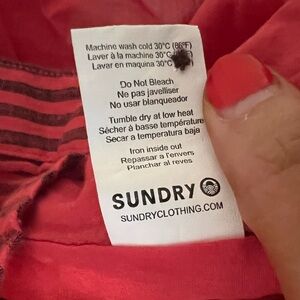 Machine wash cold 30°C (86°F)
Laver à la machine 30°C
Lavar en maquina 30°C
Do Not Bleach
Ne pas javelliser
No usar blanqueador
Tumble dry at low heat
Sécher à basse température
Secar a temperatura baja
Iron inside out
Repassar a l'envers
Planchar al reves
SUNDRY
SUNDRYCLOTHING.COM